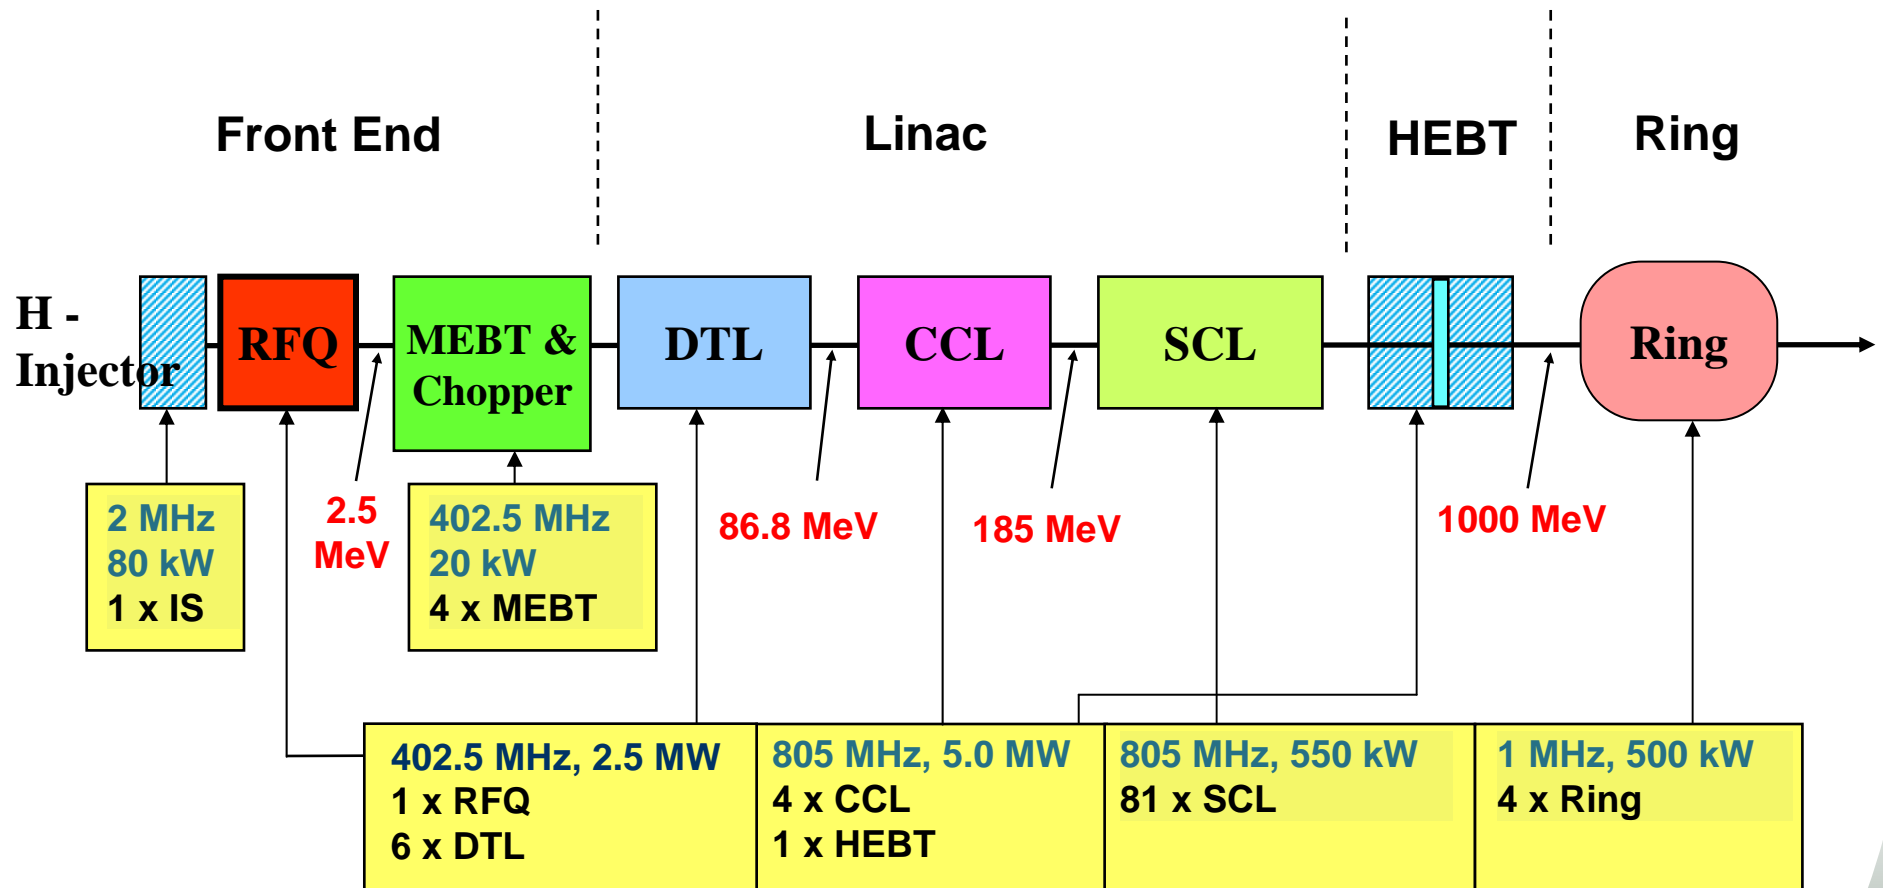 Front End
Linac
HEBT
Ring
H -
Injector
RFQ
MEBT &
Chopper
DTL
CCL
SCL
Ring
2 MHz
80 kW
1 x IS
2.5
MeV
402.5 MHz
20 kW
4 x MEBT
86.8 MeV
185 MeV
1000 MeV
402.5 MHz, 2.5 MW
1 x RFQ
6 x DTL
805 MHz, 5.0 MW
4 x CCL
1 x HEBT
805 MHz, 550 kW
81 x SCL
1 MHz, 500 kW
4 x Ring